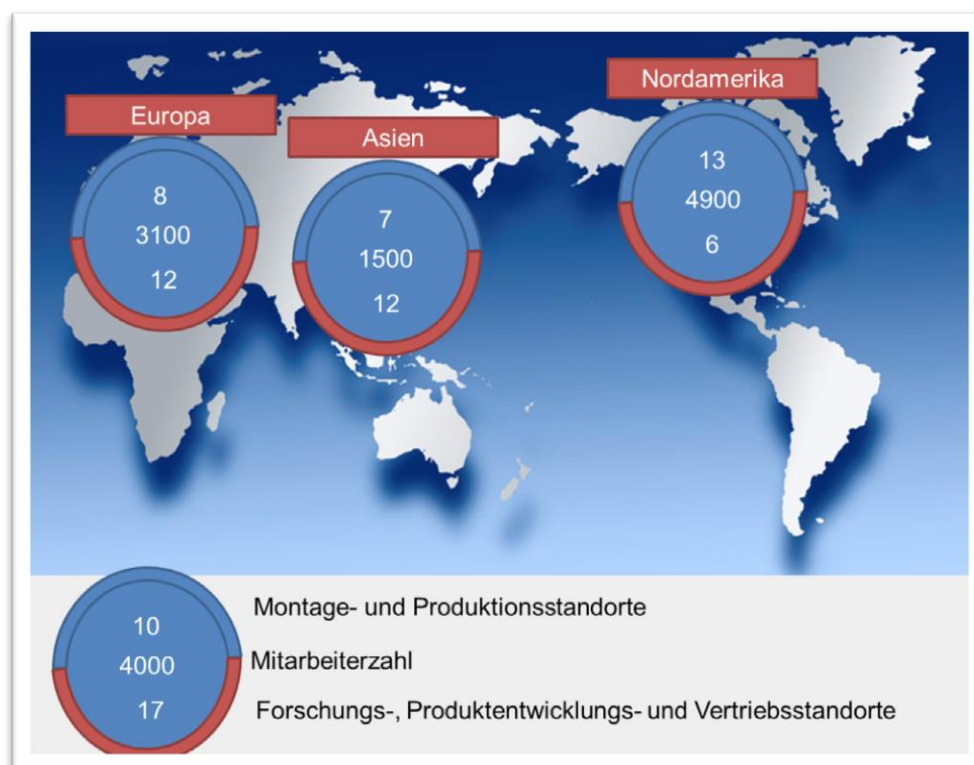 Europa
8
3100
12
Asien
7
1500
12
Nordamerika
13
4900
6
10
4000
17
Montage- und Produktionsstandorte
Mitarbeiterzahl
Forschungs-, Produktentwicklungs- und Vertriebsstandorte